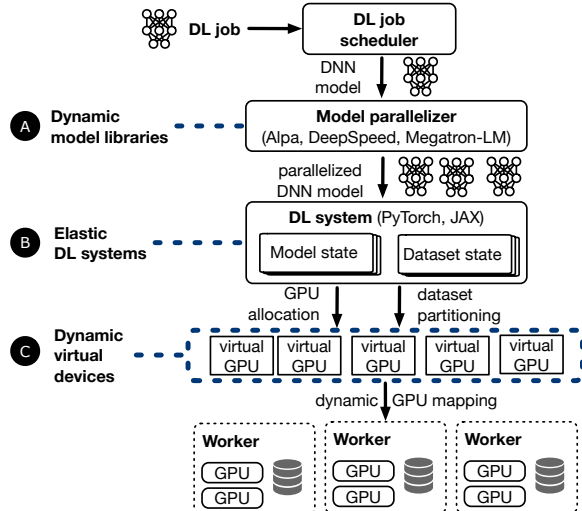 DL job
DL job
scheduler
DNN
model
A
Dynamic
model libraries
Model parallelizer
(Alpa, DeepSpeed, Megatron-LM)
parallelized
DNN model
B
Elastic
DL systems
DL system (PyTorch, JAX)
Model state
Dataset state
GPU
allocation
dataset
partitioning
C
Dynamic
virtual
devices
virtual
GPU
virtual
GPU
virtual
GPU
virtual
GPU
virtual
GPU
dynamic GPU mapping
Worker
GPU
GPU
Worker
GPU
GPU
Worker
GPU
GPU